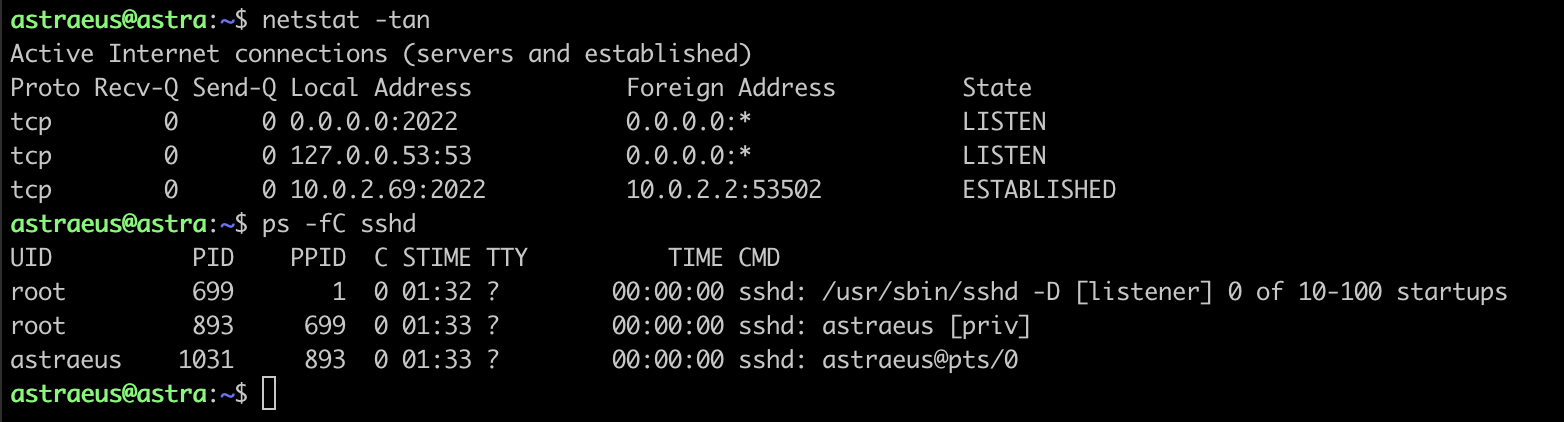 astraeus@astra:~$ netstat -tan
Active Internet connections (servers and established)
Proto Recv-Q Send-Q Local Address           Foreign Address         State
tcp        0      0 0.0.0.0:2022            0.0.0.0:*               LISTEN
tcp        0      0 127.0.0.53:53           0.0.0.0:*               LISTEN
tcp        0      0 10.0.2.69:2022          10.0.2.2:53502          ESTABLISHED
astraeus@astra:~$ ps -fC sshd
UID          PID    PPID  C STIME TTY          TIME CMD
root         699       1  0 01:32 ?        00:00:00 sshd: /usr/sbin/sshd -D [listener] 0 of 10-100 startups
root         893     699  0 01:33 ?        00:00:00 sshd: astraeus [priv]
astraeus    1031     893  0 01:33 ?        00:00:00 sshd: astraeus@pts/0
astraeus@astra:~$